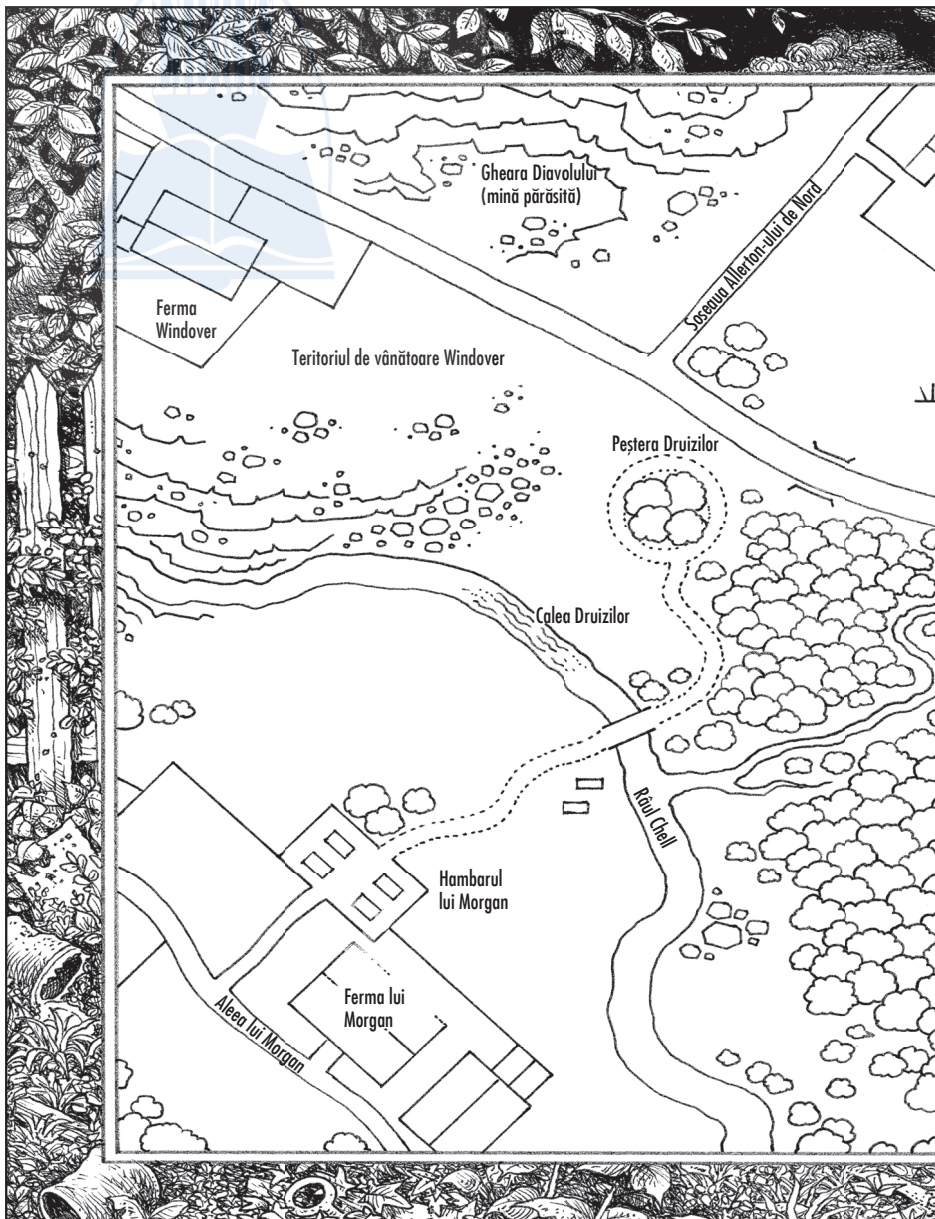 Gheara Diavolului
(mină părăsită)
Șoseaua Allerton-ului de Nord
Ferma
Windover
Teritoriul de vânătoare Windover
Peștera Druizilor
Calea Druizilor
Râul Chell
Hambarul
lui Morgan
Ferma lui
Morgan
Aleea lui Morgan